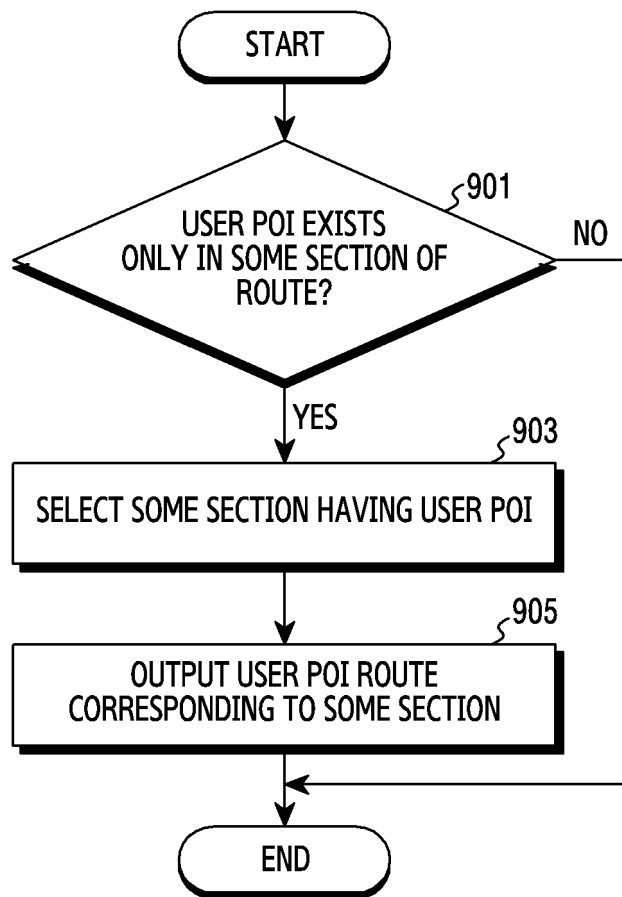 START
901
USER POI EXISTS
ONLY IN SOME SECTION OF
ROUTE?
NO
YES
903
SELECT SOME SECTION HAVING USER POI
905
OUTPUT USER POI ROUTE
CORRESPONDING TO SOME SECTION
END